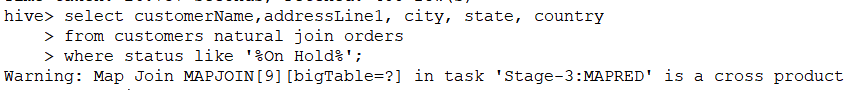 hive> select customerName,addressLine1, city, state, country
    > from customers natural join orders
    > where status like '%On Hold%';
Warning: Map Join MAPJOIN[9][bigTable=?] in task 'Stage-3:MAPRED' is a cross product